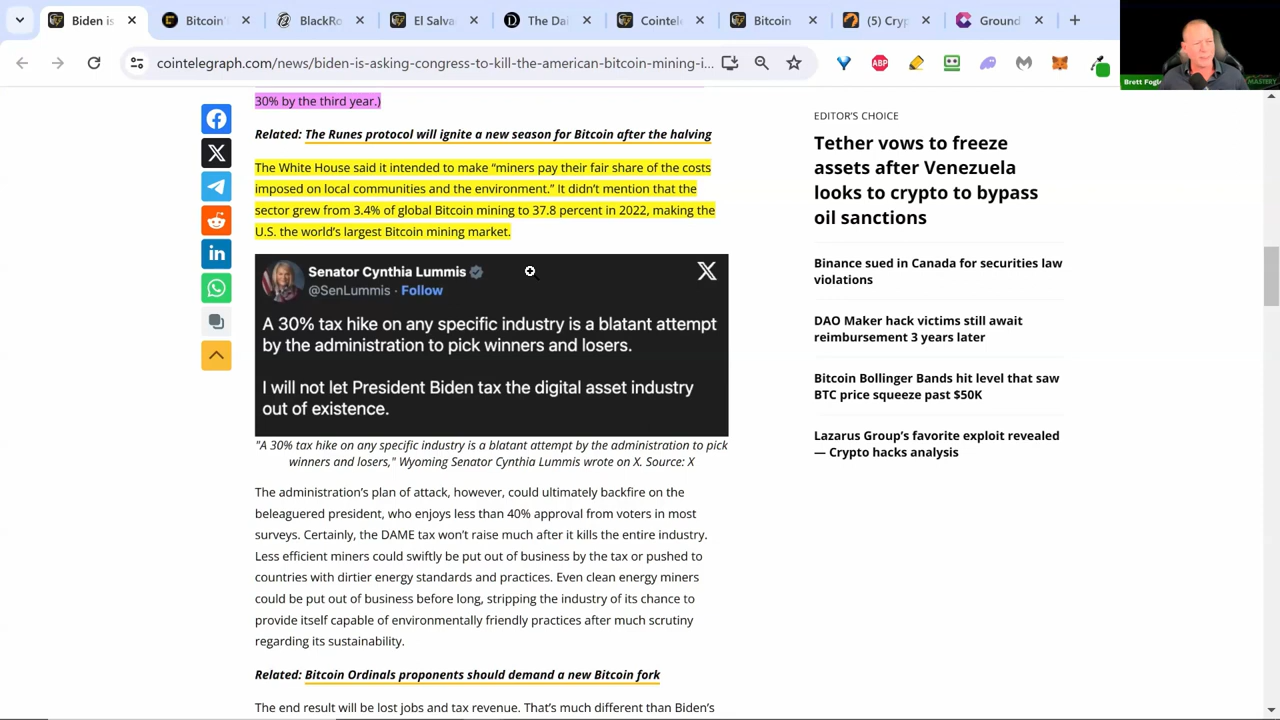 Biden is
Bitcoin'
BlackRo
El Salva
The Dai
Cointele
Bitcoin
(5) Cryp
Ground
cointelegraph.com/news/biden-is-asking-congress-to-kill-the-american-bitcoin-mining-i...
ABP
Brett Fogle
MASTERY
30% by the third year.)
Related: The Runes protocol will ignite a new season for Bitcoin after the halving
The White House said it intended to make “miners pay their fair share of the costs
imposed on local communities and the environment.” It didn’t mention that the
sector grew from 3.4% of global Bitcoin mining to 37.8 percent in 2022, making the
U.S. the world’s largest Bitcoin mining market.
Senator Cynthia Lummis
@SenLummis · Follow
A 30% tax hike on any specific industry is a blatant attempt
by the administration to pick winners and losers.
I will not let President Biden tax the digital asset industry
out of existence.
"A 30% tax hike on any specific industry is a blatant attempt by the administration to pick
winners and losers," Wyoming Senator Cynthia Lummis wrote on X. Source: X
The administration’s plan of attack, however, could ultimately backfire on the
beleaguered president, who enjoys less than 40% approval from voters in most
surveys. Certainly, the DAME tax won’t raise much after it kills the entire industry.
Less efficient miners could swiftly be put out of business by the tax or pushed to
countries with dirtier energy standards and practices. Even clean energy miners
could be put out of business before long, stripping the industry of its chance to
provide itself capable of environmentally friendly practices after much scrutiny
regarding its sustainability.
Related: Bitcoin Ordinals proponents should demand a new Bitcoin fork
The end result will be lost jobs and tax revenue. That’s much different than Biden’s
EDITOR’S CHOICE
Tether vows to freeze
assets after Venezuela
looks to crypto to bypass
oil sanctions
Binance sued in Canada for securities law
violations
DAO Maker hack victims still await
reimbursement 3 years later
Bitcoin Bollinger Bands hit level that saw
BTC price squeeze past $50K
Lazarus Group’s favorite exploit revealed
— Crypto hacks analysis